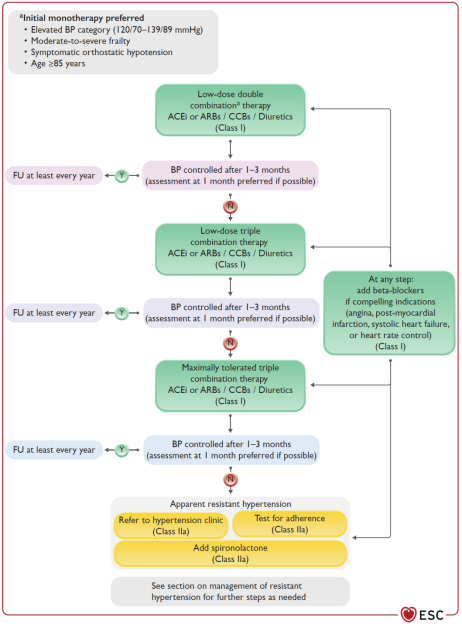 ᵃInitial monotherapy preferred
• Elevated BP category (120/70–139/89 mmHg)
• Moderate-to-severe frailty
• Symptomatic orthostatic hypotension
• Age ≥85 years
Low-dose double
combinationᵃ therapy
ACEi or ARBs / CCBs / Diuretics
(Class I)
FU at least every year
Y
BP controlled after 1–3 months
(assessment at 1 month preferred if possible)
N
Low-dose triple
combination therapy
ACEi or ARBs / CCBs / Diuretics
(Class I)
At any step:
add beta-blockers
if compelling indications
(angina, post-myocardial
infarction, systolic heart failure,
or heart rate control)
(Class I)
FU at least every year
Y
BP controlled after 1–3 months
(assessment at 1 month preferred if possible)
N
Maximally tolerated triple
combination therapy
ACEi or ARBs / CCBs / Diuretics
(Class I)
FU at least every year
Y
BP controlled after 1–3 months
(assessment at 1 month preferred if possible)
N
Apparent resistant hypertension
Refer to hypertension clinic
(Class IIa)
Test for adherence
(Class IIa)
Add spironolactone
(Class IIa)
See section on management of resistant
hypertension for further steps as needed
ESC